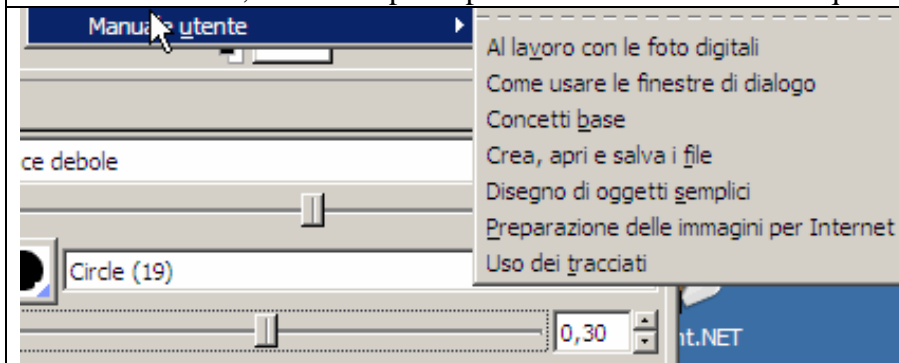 Manuale utente
Al lavoro con le foto digitali
Come usare le finestre di dialogo
Concetti base
Crea, apri e salva i file
Disegno di oggetti semplici
Preparazione delle immagini per Internet
Uso dei tracciati
ce debole
Circle (19)
0,30
nt.NET